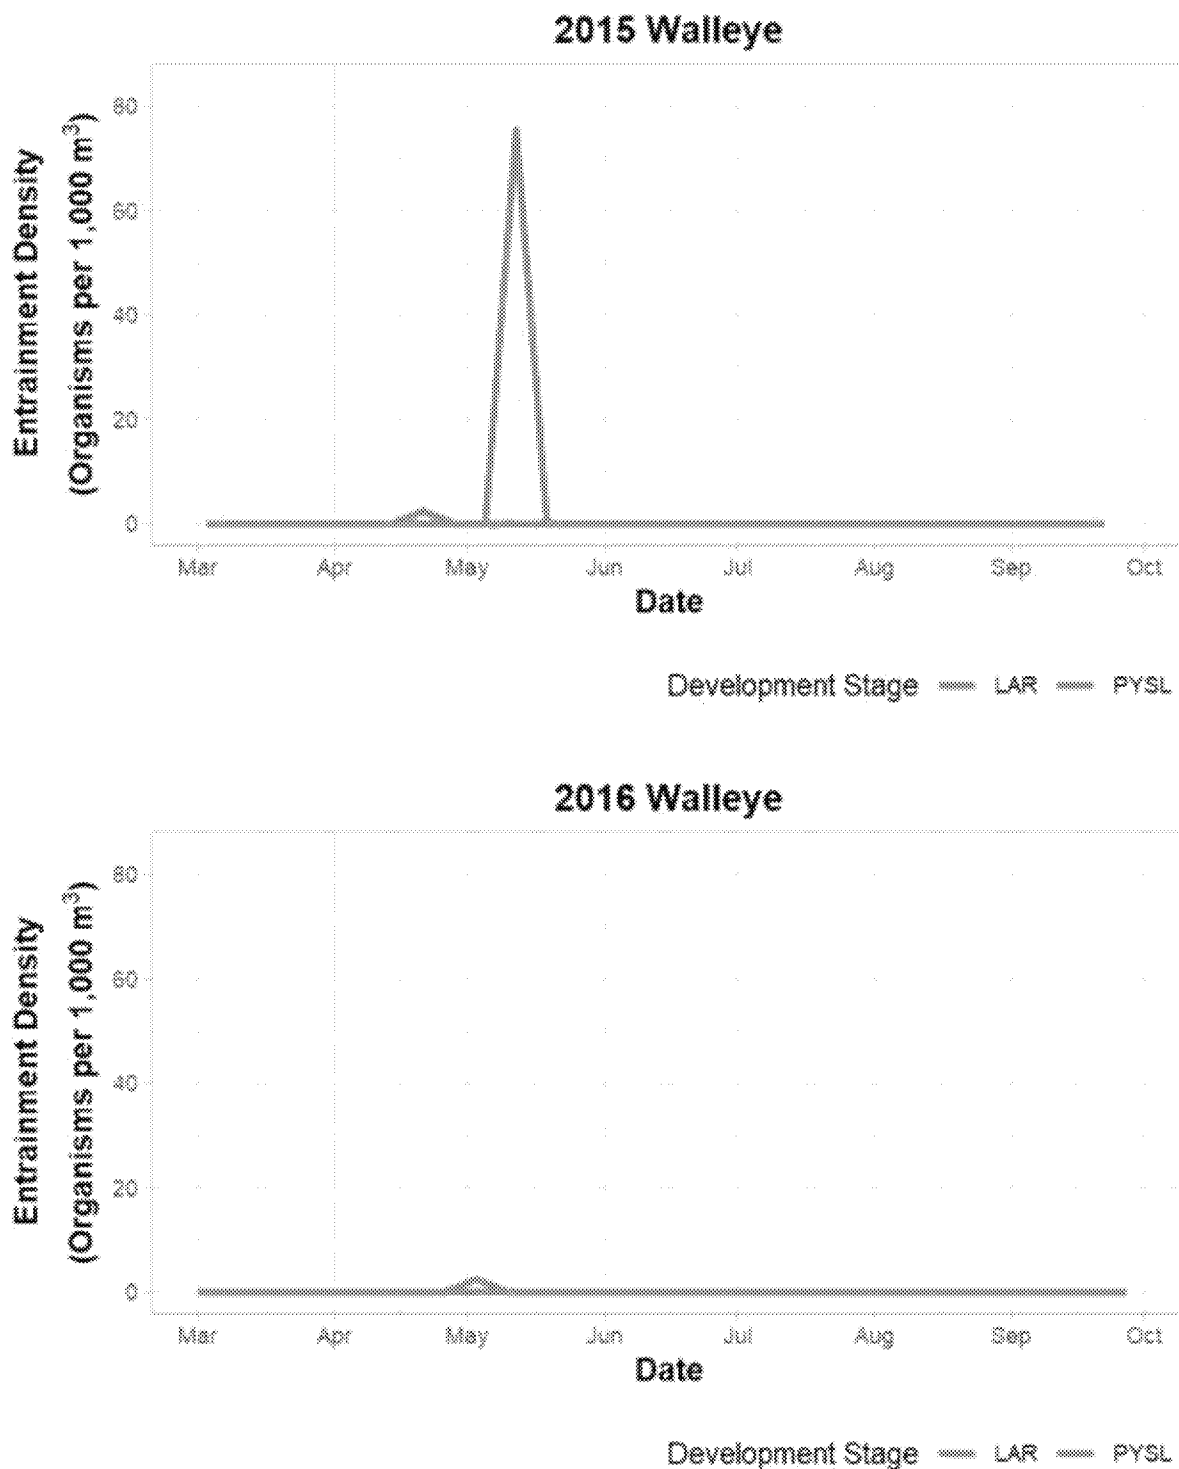 2015 Walleye
Entrainment Density
(Organisms per 1,000 m³)
80
60
40
20
0
Mar Apr May Jun Jul Aug Sep Oct
Date
Development Stage LAR PYSL
2016 Walleye
Entrainment Density
(Organisms per 1,000 m³)
80
60
40
20
0
Mar Apr May Jun Jul Aug Sep Oct
Date
Development Stage LAR PYSL